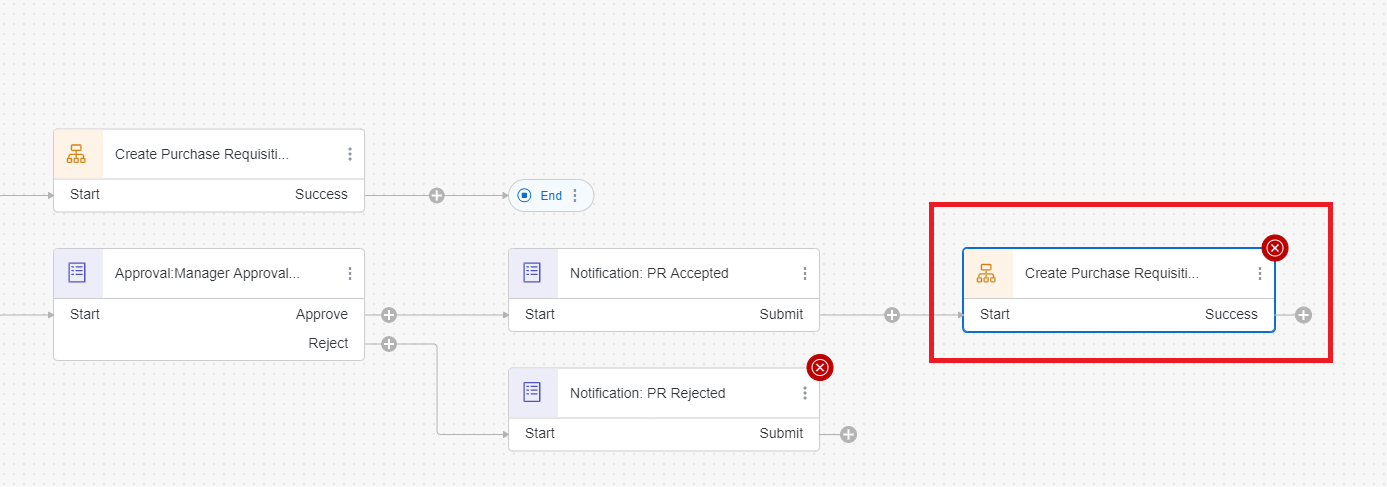 Create Purchase Requisiti...
Start Success
End
Approval:Manager Approval...
Start Approve
Reject
Notification: PR Accepted
Start Submit
Create Purchase Requisiti...
Start Success
Notification: PR Rejected
Start Submit